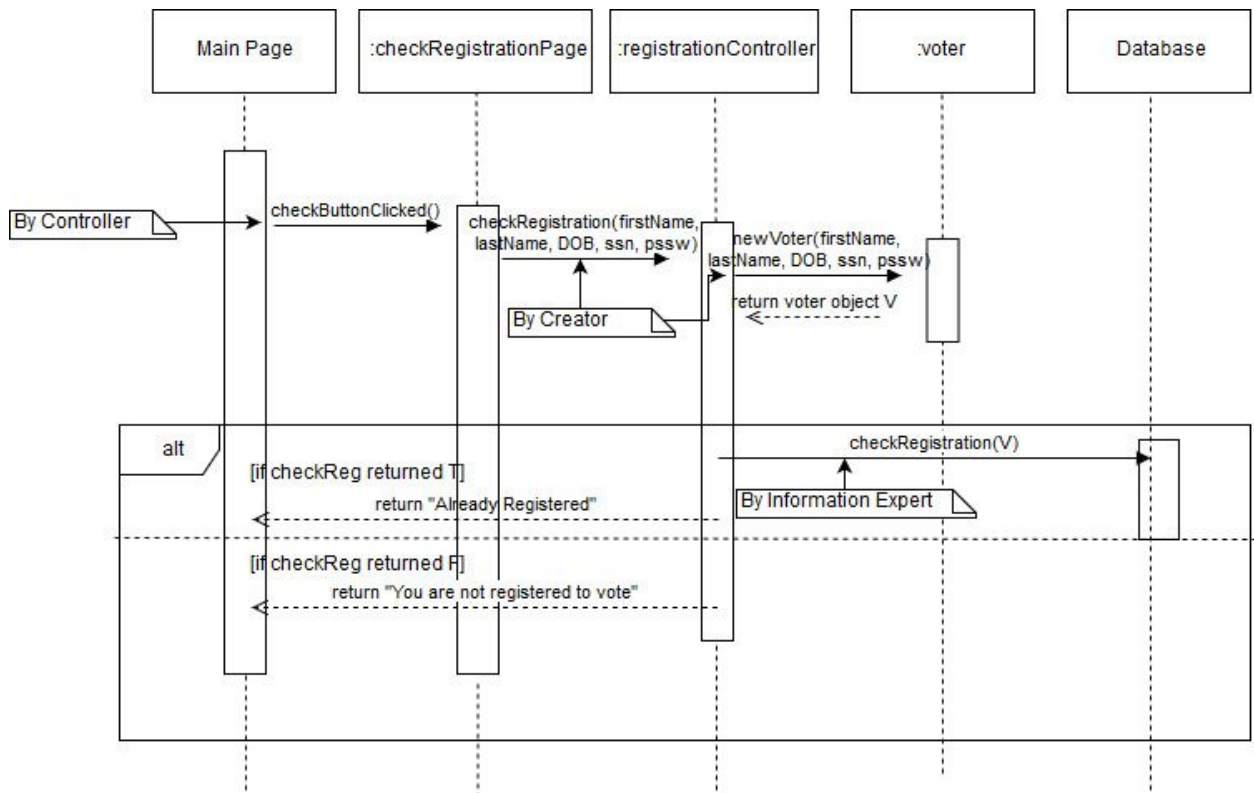 Main Page
:checkRegistrationPage
:registrationController
:voter
Database
By Controller
checkButtonClicked()
checkRegistration(firstName,
lastName, DOB, ssn, pssw)
newVoter(firstName,
lastName, DOB, ssn, pssw)
By Creator
return voter object V
alt
checkRegistration(V)
[if checkReg returned T]
By Information Expert
return "Already Registered"
[if checkReg returned F]
return "You are not registered to vote"